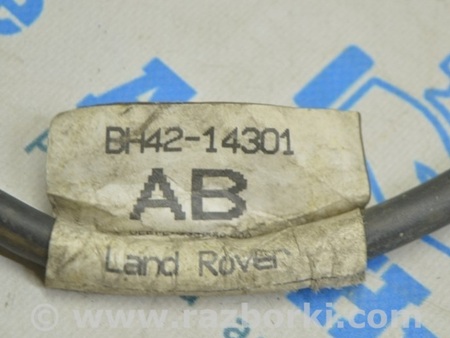 BH42-14301
AB
Land Rover
© www.razborki.com